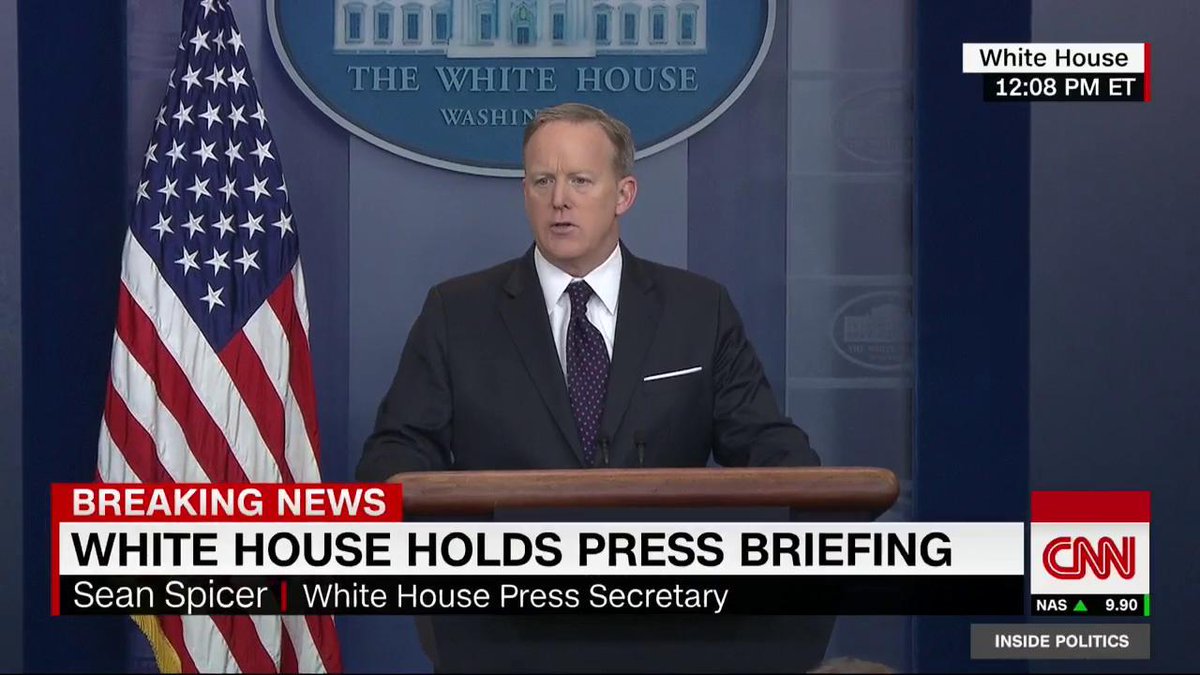 THE WHITE HOUSE
WASHIN
White House
12:08 PM ET
BREAKING NEWS
WHITE HOUSE HOLDS PRESS BRIEFING
Sean Spicer | White House Press Secretary
CNN
NAS ▲ 9.90
INSIDE POLITICS